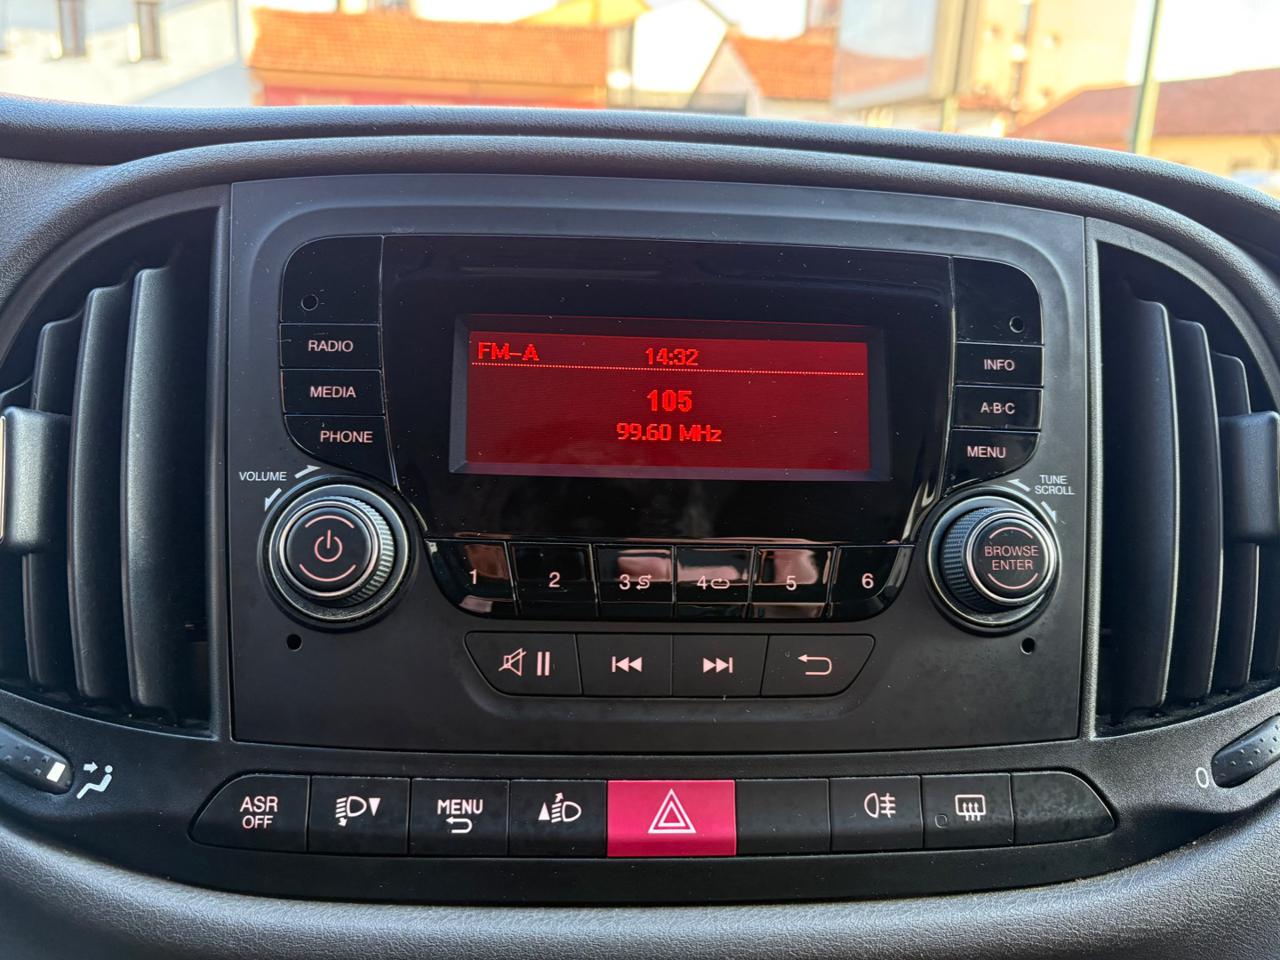 FM-A 14:32
105
99.60 MHz
RADIO
MEDIA
PHONE
INFO
A·B·C
MENU
VOLUME
TUNE
SCROLL
BROWSE
ENTER
1 2 3 4 5 6
ASR
OFF
MENU
0